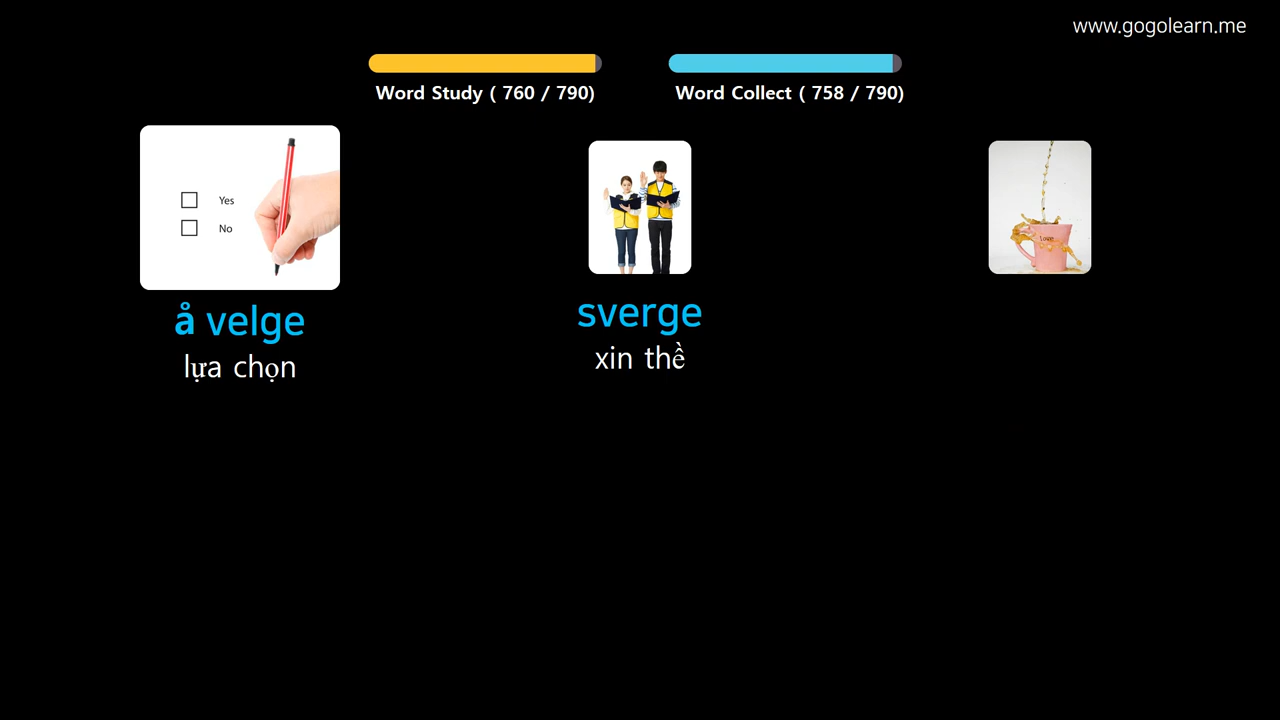 www.gogolearn.me
Word Study ( 760 / 790)
Word Collect ( 758 / 790)
Yes
No
å velge
lựa chọn
sverge
xin thề
Love